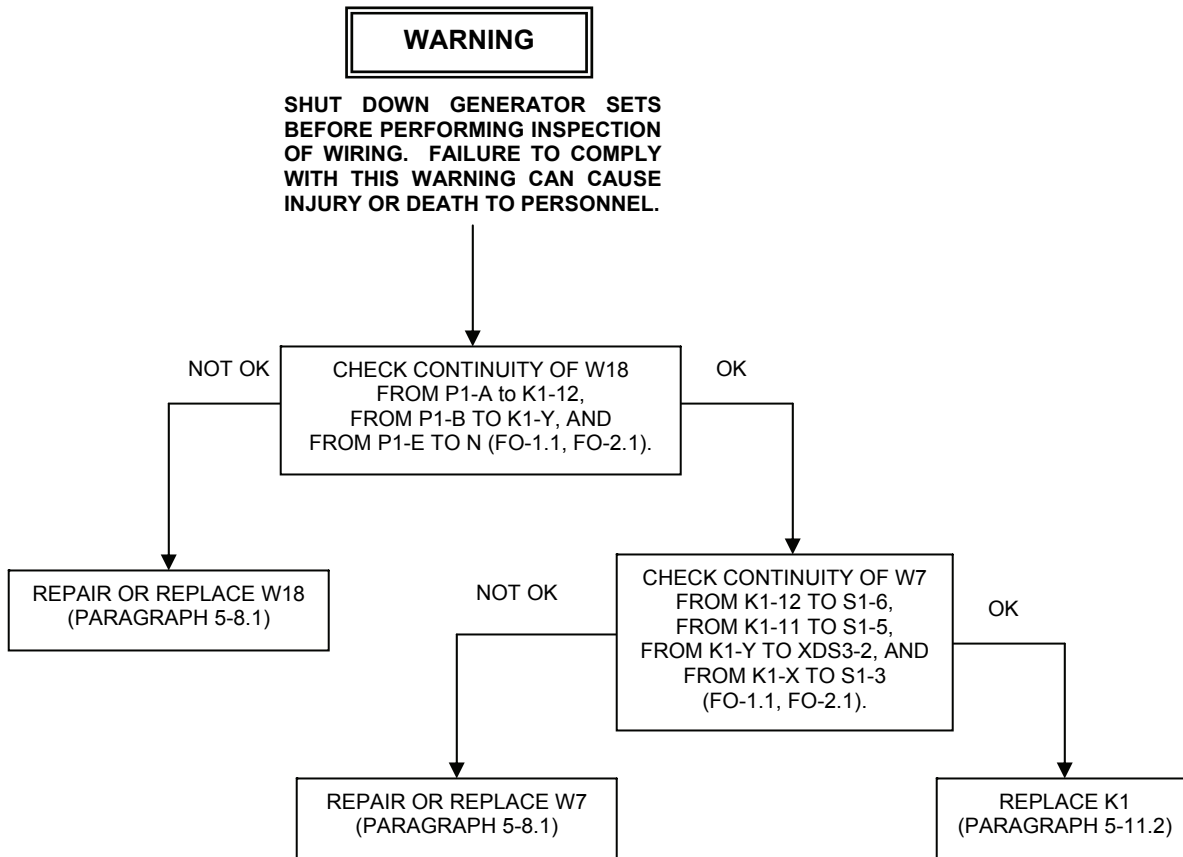 WARNING
SHUT DOWN GENERATOR SETS
BEFORE PERFORMING INSPECTION
OF WIRING. FAILURE TO COMPLY
WITH THIS WARNING CAN CAUSE
INJURY OR DEATH TO PERSONNEL.
NOT OK
CHECK CONTINUITY OF W18
FROM P1-A to K1-12,
FROM P1-B TO K1-Y, AND
FROM P1-E TO N (FO-1.1, FO-2.1).
OK
REPAIR OR REPLACE W18
(PARAGRAPH 5-8.1)
NOT OK
CHECK CONTINUITY OF W7
FROM K1-12 TO S1-6,
FROM K1-11 TO S1-5,
FROM K1-Y TO XDS3-2, AND
FROM K1-X TO S1-3
(FO-1.1, FO-2.1).
OK
REPAIR OR REPLACE W7
(PARAGRAPH 5-8.1)
REPLACE K1
(PARAGRAPH 5-11.2)